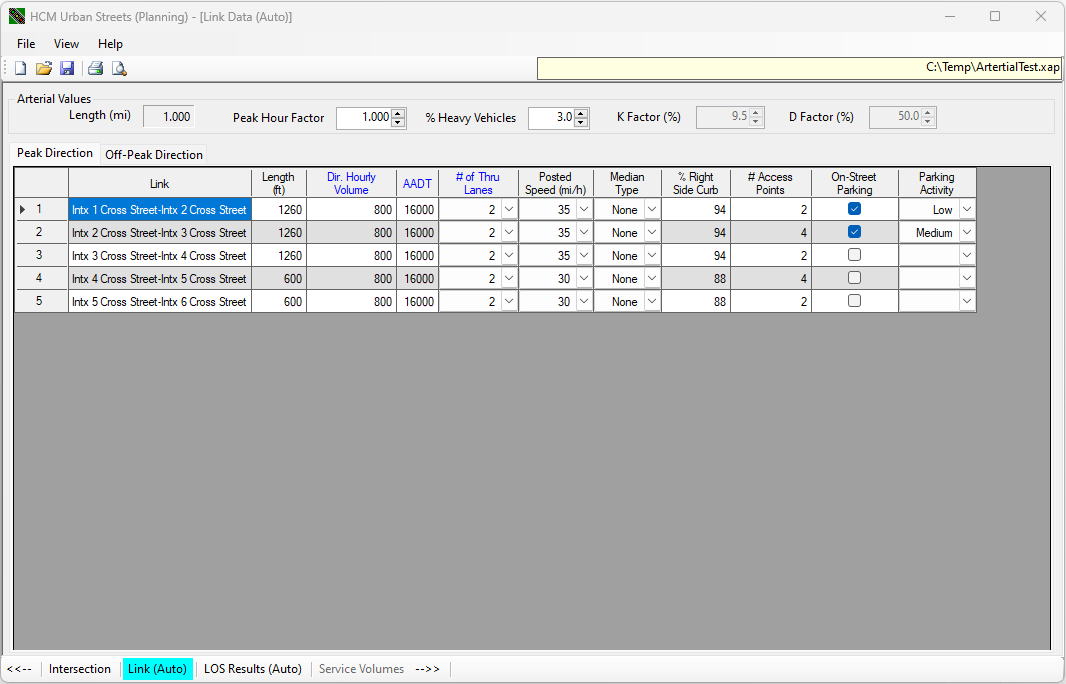 HCM Urban Streets (Planning) - [Link Data (Auto)]
File View Help
C:\Temp\ArtertialTest.xap
Arterial Values
Length (mi) 1.000 Peak Hour Factor 1.000 % Heavy Vehicles 3.0 K Factor (%) 9.5 D Factor (%) 50.0
Peak Direction Off-Peak Direction
Link Length (ft) Dir. Hourly Volume AADT # of Thru Lanes Posted Speed (mi/h) Median Type % Right Side Curb # Access Points On-Street Parking Parking Activity
1 Intx 1 Cross Street-Intx 2 Cross Street 1260 800 16000 2 35 None 94 2 Low
2 Intx 2 Cross Street-Intx 3 Cross Street 1260 800 16000 2 35 None 94 4 Medium
3 Intx 3 Cross Street-Intx 4 Cross Street 1260 800 16000 2 35 None 94 2
4 Intx 4 Cross Street-Intx 5 Cross Street 600 800 16000 2 30 None 88 4
5 Intx 5 Cross Street-Intx 6 Cross Street 600 800 16000 2 30 None 88 2
<<-- Intersection Link (Auto) LOS Results (Auto) Service Volumes -->>